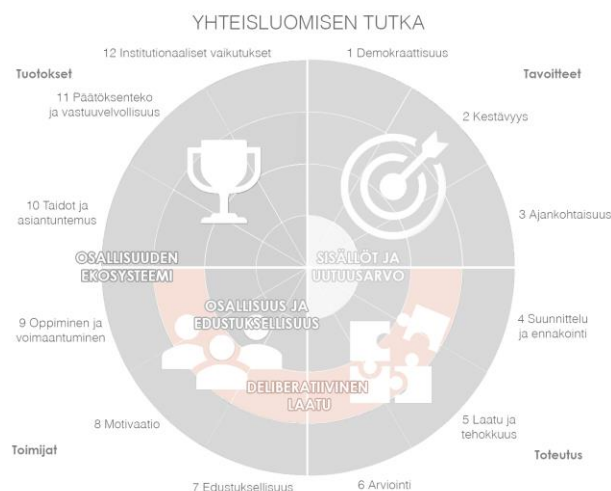 YHTEISLUOMISEN TUTKA
12 Institutionaaliset vaikutukset
1 Demokraattisuus
Tuotokset
Tavoitteet
11 Päätöksenteko
ja vastuuvelvollisuus
2 Kestävyys
10 Taidot ja
asiantuntemus
3 Ajankohtaisuus
OSALLISUUDEN
EKOSYSTEEMI
SISÄLLÖT JA
UUTUUSARVO
OSALLISUUS JA
EDUSTUKSELLISUUS
9 Oppiminen ja
voimaantuminen
4 Suunnittelu
ja ennakointi
DELIBERATIIVINEN
LAATU
8 Motivaatio
5 Laatu ja
tehokkuus
Toimijat
Toteutus
7 Edustuksellisuus
6 Arviointi